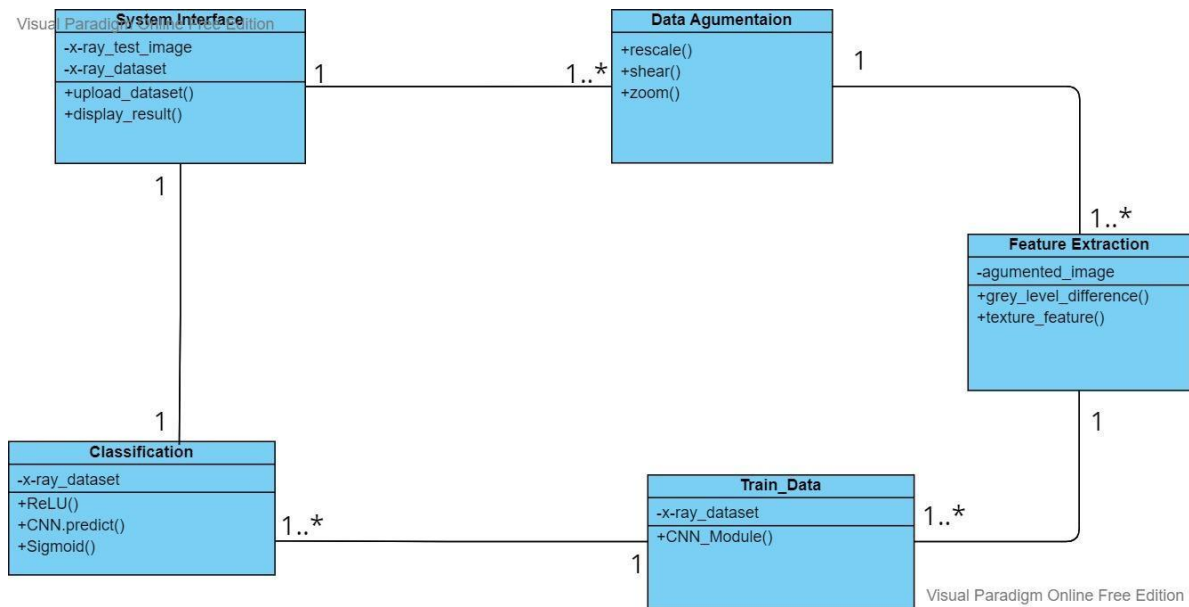 Visual Paradigm Online Free Edition
System Interface
-x-ray_test_image
-x-ray_dataset
+upload_dataset()
+display_result()
1
1..*
Data Agumentaion
+rescale()
+shear()
+zoom()
1
1..*
Feature Extraction
-agumented_image
+grey_level_difference()
+texture_feature()
1
1
1
Classification
-x-ray_dataset
+ReLU()
+CNN.predict()
+Sigmoid()
1..*
1
Train_Data
-x-ray_dataset
+CNN_Module()
1..*
Visual Paradigm Online Free Edition